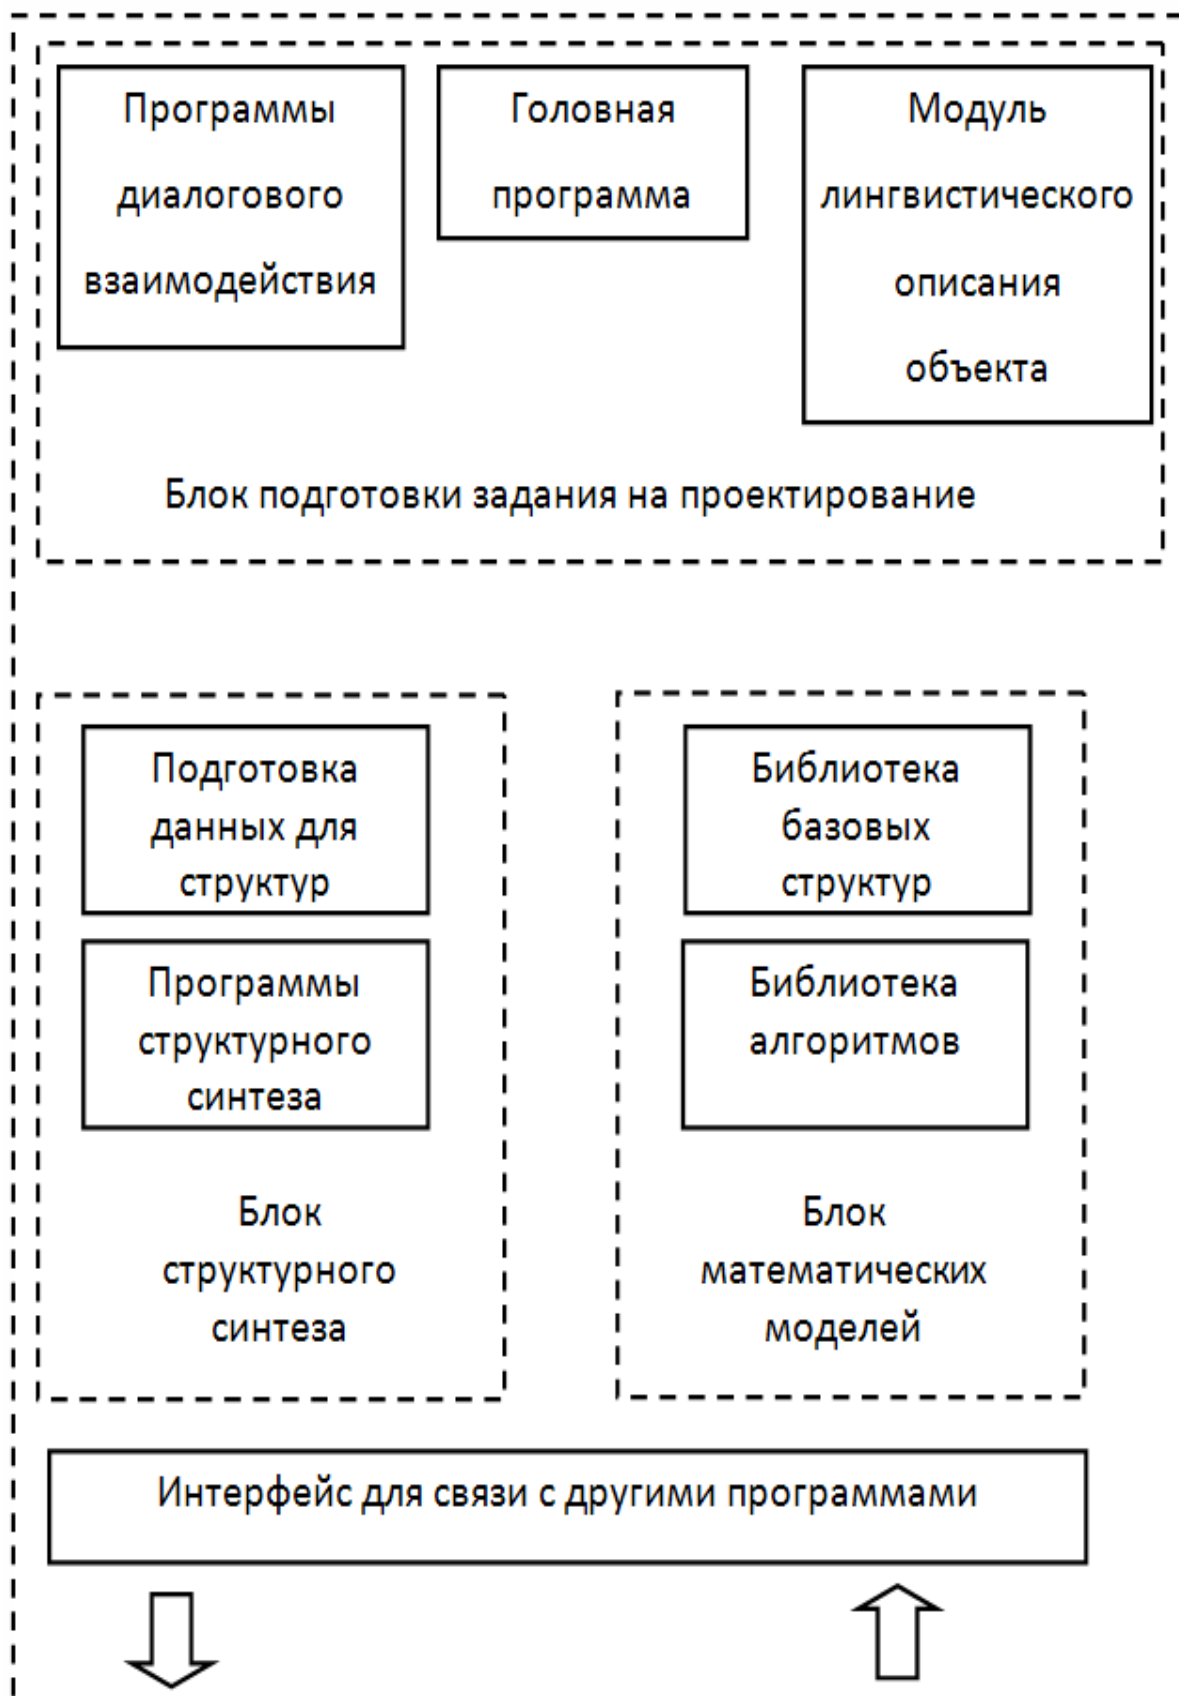 Программы
диалогового
взаимодействия
Головная
программа
Модуль
лингвистического
описания
объекта
Блок подготовки задания на проектирование
Подготовка
данных для
структур
Программы
структурного
синтеза
Блок
структурного
синтеза
Библиотека
базовых
структур
Библиотека
алгоритмов
Блок
математических
моделей
Интерфейс для связи с другими программами